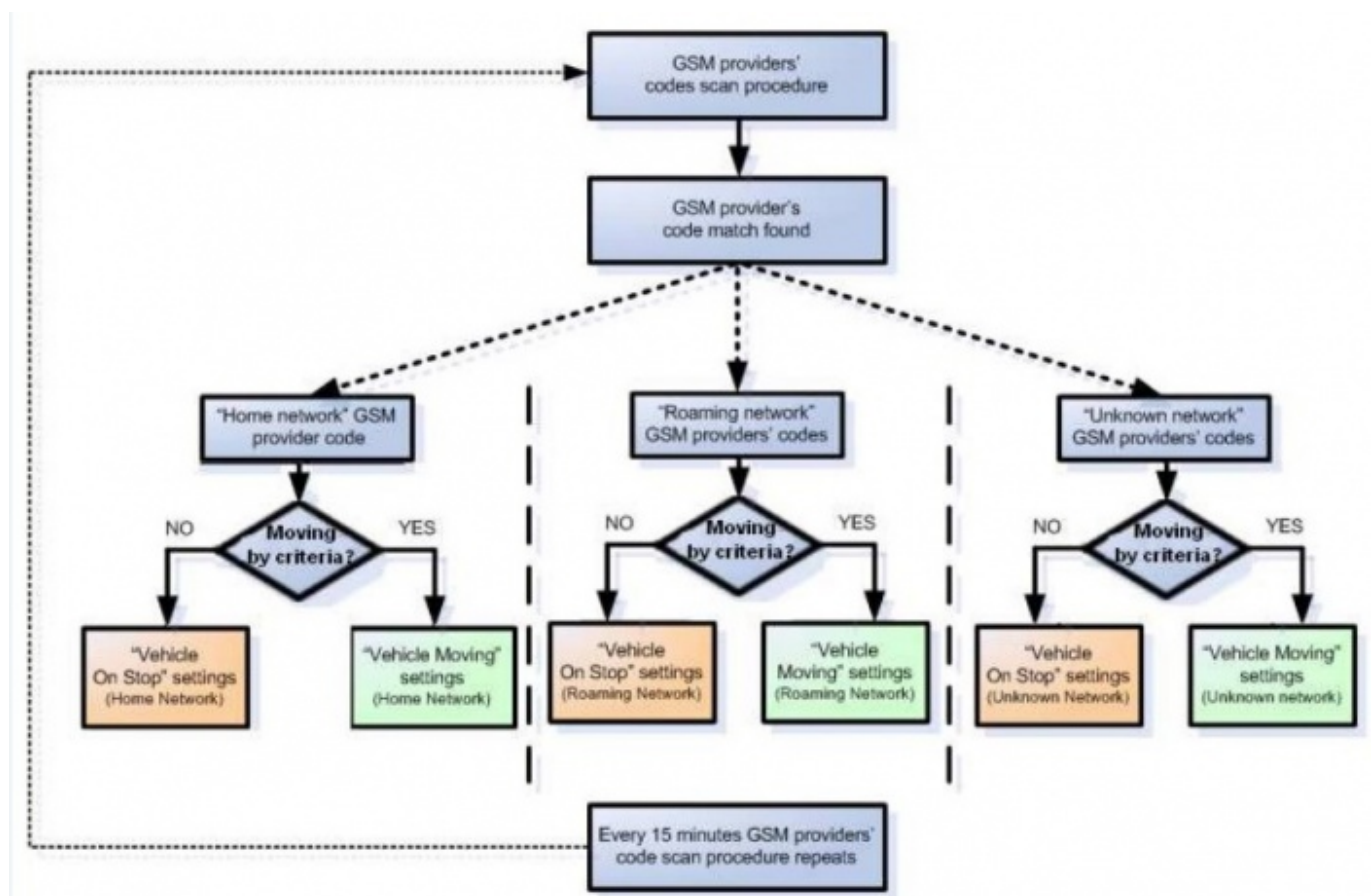 GSM providers'
codes scan procedure
GSM provider's
code match found
"Home network" GSM
provider code
"Roaming network"
GSM providers' codes
"Unknown network"
GSM providers' codes
NO
Moving
by criteria?
YES
NO
Moving
by criteria?
YES
NO
Moving
by criteria?
YES
"Vehicle
On Stop" settings
(Home Network)
"Vehicle Moving"
settings
(Home Network)
"Vehicle
On Stop" settings
(Roaming Network)
"Vehicle
Moving" settings
(Roaming Network)
"Vehicle
On Stop" settings
(Unknown Network)
"Vehicle Moving"
settings
(Unknown network)
Every 15 minutes GSM providers'
code scan procedure repeats